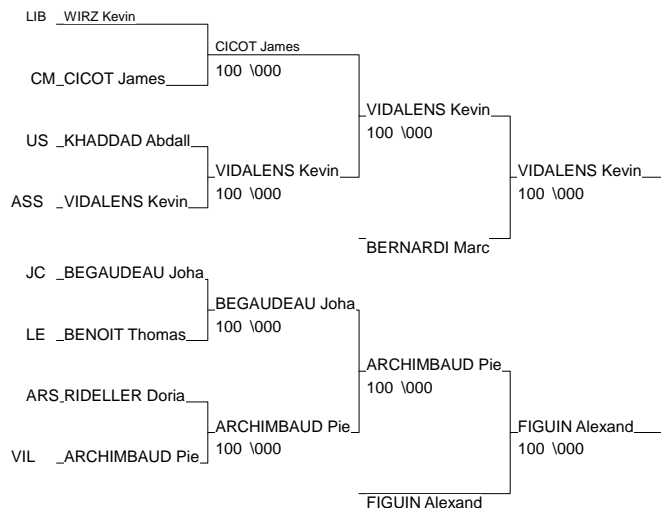 LIB WIRZ Kevin
CICOT James
100 \000
CM CICOT James
VIDALENS Kevin
100 \000
US KHADDAD Abdall
VIDALENS Kevin
100 \000
VIDALENS Kevin
100 \000
ASS VIDALENS Kevin
BERNARDI Marc
JC BEGAUDEAU Joha
BEGAUDEAU Joha
100 \000
LE BENOIT Thomas
ARCHIMBAUD Pie
100 \000
ARS RIDELLER Doria
ARCHIMBAUD Pie
100 \000
FIGUIN Alexand
100 \000
VIL ARCHIMBAUD Pie
FIGUIN Alexand